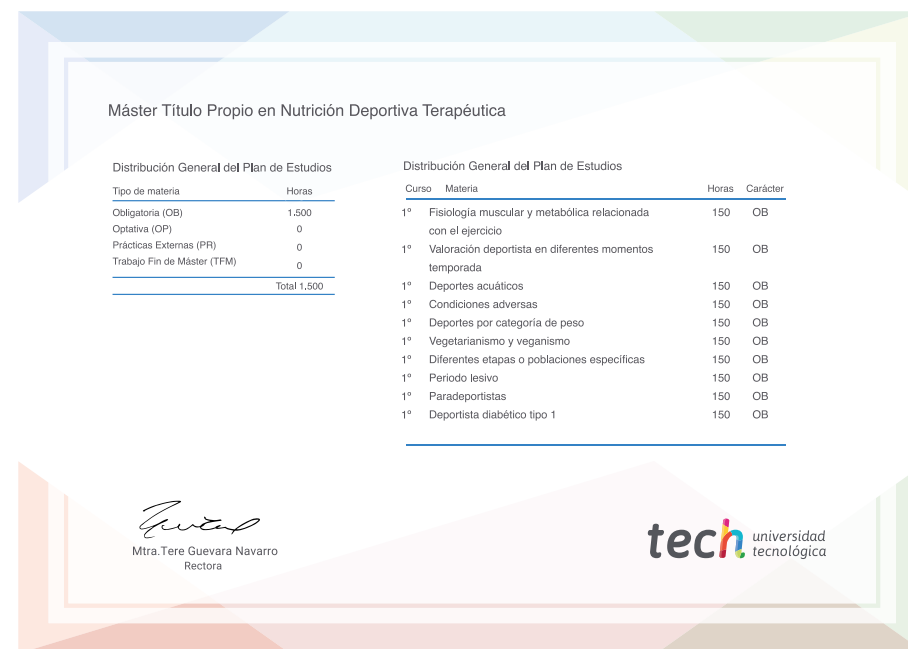 Máster Título Propio en Nutrición Deportiva Terapéutica
Distribución General del Plan de Estudios
Tipo de materia Horas
Obligatoria (OB) 1.500
Optativa (OP) 0
Prácticas Externas (PR) 0
Trabajo Fin de Máster (TFM) 0
Total 1.500
Distribución General del Plan de Estudios
Curso Materia Horas Carácter
1º Fisiología muscular y metabólica relacionada 150 OB
con el ejercicio
1º Valoración deportista en diferentes momentos 150 OB
temporada
1º Deportes acuáticos 150 OB
1º Condiciones adversas 150 OB
1º Deportes por categoría de peso 150 OB
1º Vegetarianismo y veganismo 150 OB
1º Diferentes etapas o poblaciones específicas 150 OB
1º Periodo lesivo 150 OB
1º Paradeportistas 150 OB
1º Deportista diabético tipo 1 150 OB
Mtra.Tere Guevara Navarro
Rectora
tech universidad
tecnológica